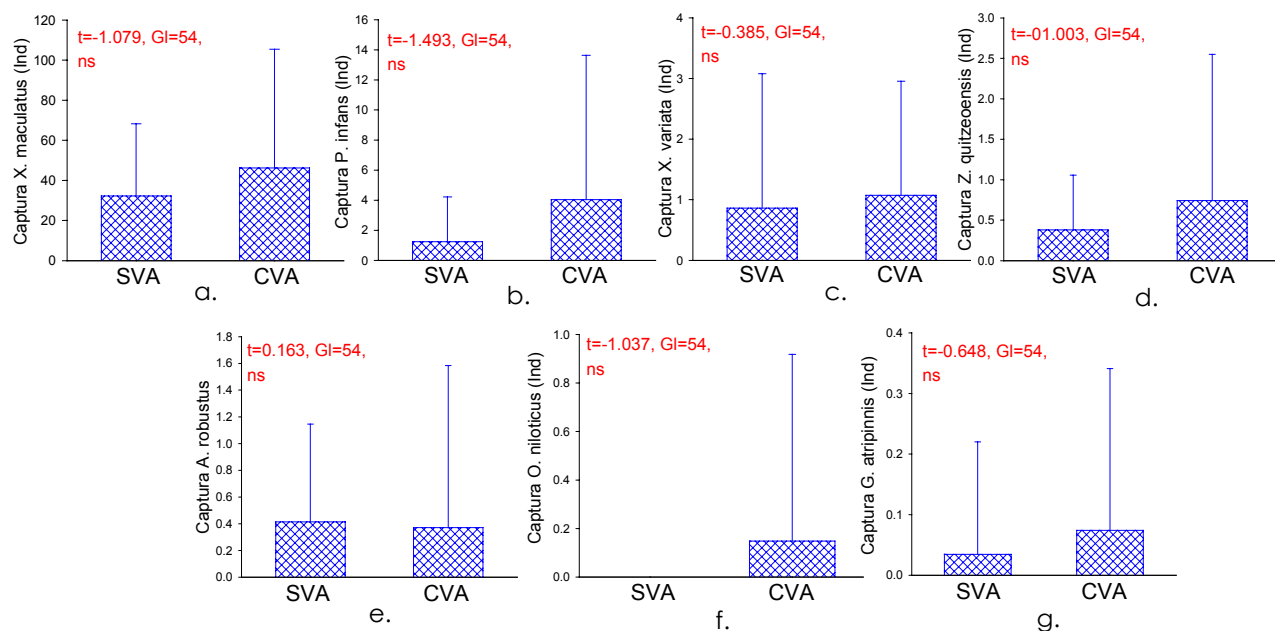 Captura X. maculatus (Ind)
120
100
80
60
40
20
0
t=-1.079, Gl=54,
ns
SVA CVA
a.
Captura P. infans (Ind)
16
14
12
10
8
6
4
2
0
t=-1.493, Gl=54,
ns
SVA CVA
b.
Captura X. variata (Ind)
4
3
2
1
0
t=-0.385, Gl=54,
ns
SVA CVA
c.
Captura Z. quitzeoensis (Ind)
3.0
2.5
2.0
1.5
1.0
0.5
0.0
t=-01.003, Gl=54,
ns
SVA CVA
d.
Captura A. robustus
1.8
1.6
1.4
1.2
1.0
0.8
0.6
0.4
0.2
0.0
t=0.163, Gl=54,
ns
SVA CVA
e.
Captura O. niloticus (Ind)
1.0
0.8
0.6
0.4
0.2
0.0
t=-1.037, Gl=54,
ns
SVA CVA
f.
Captura G. atripinnis (Ind)
0.4
0.3
0.2
0.1
0.0
t=-0.648, Gl=54,
ns
SVA CVA
g.